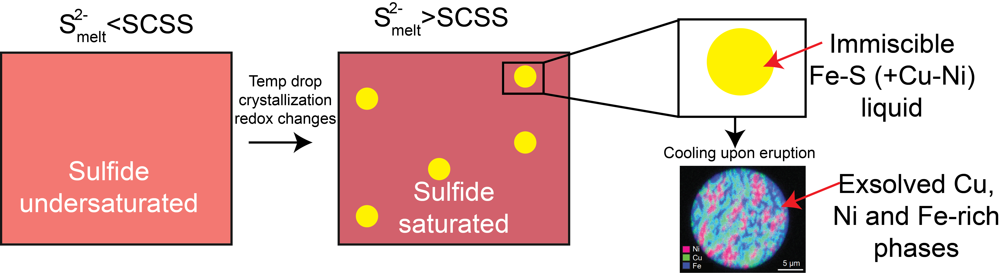 S²⁻melt<SCSS
Sulfide
undersaturated
Temp drop
crystallization
redox changes
S²⁻melt>SCSS
Sulfide
saturated
Immiscible
Fe-S (+Cu-Ni)
liquid
Cooling upon eruption
Ni
Cu
Fe
5 µm
Exsolved Cu,
Ni and Fe-rich
phases